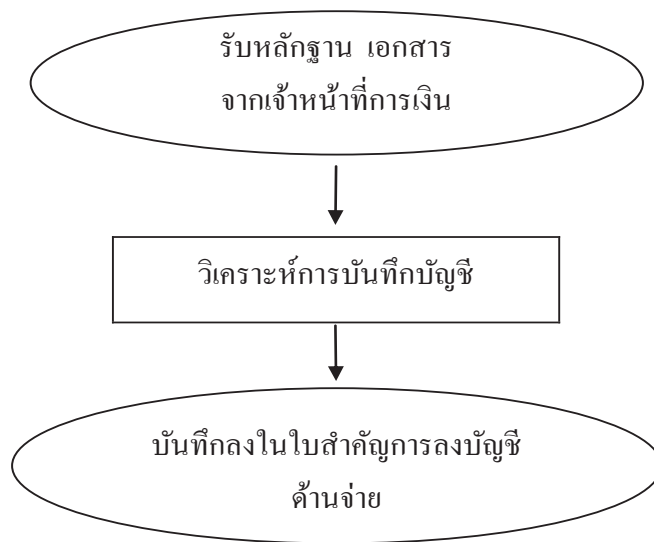 รับหลักฐาน เอกสาร
จากเจ้าหน้าที่การเงิน
วิเคราะห์การบันทึกบัญชี
บันทึกลงในใบสำคัญการลงบัญชี
ด้านจ่าย